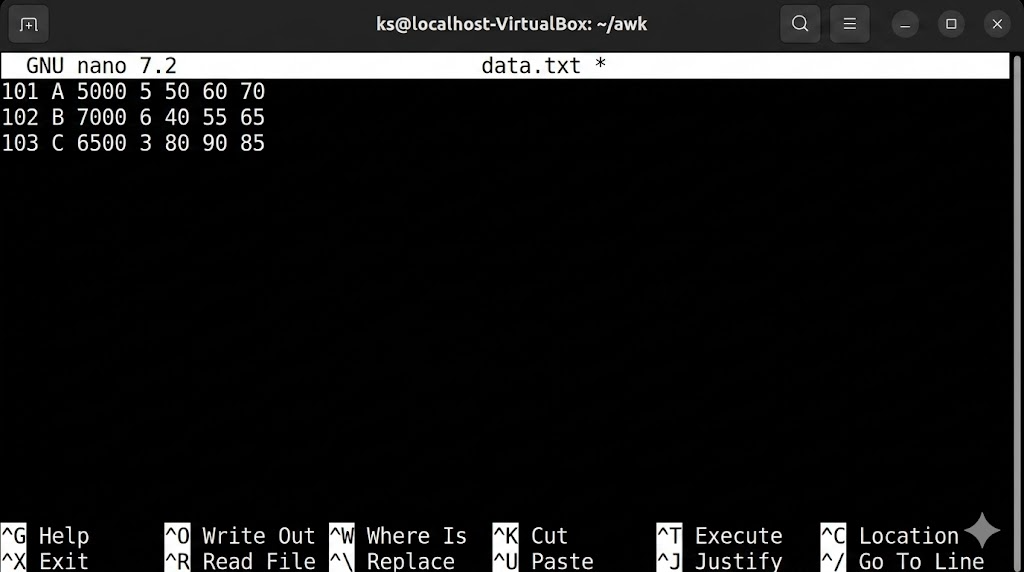 ks@localhost-VirtualBox: ~/awk
GNU nano 7.2 data.txt *
101 A 5000 5 50 60 70
102 B 7000 6 40 55 65
103 C 6500 3 80 90 85
^G Help ^O Write Out ^W Where Is ^K Cut ^T Execute ^C Location
^X Exit ^R Read File ^\ Replace ^U Paste ^J Justify ^/ Go To Line